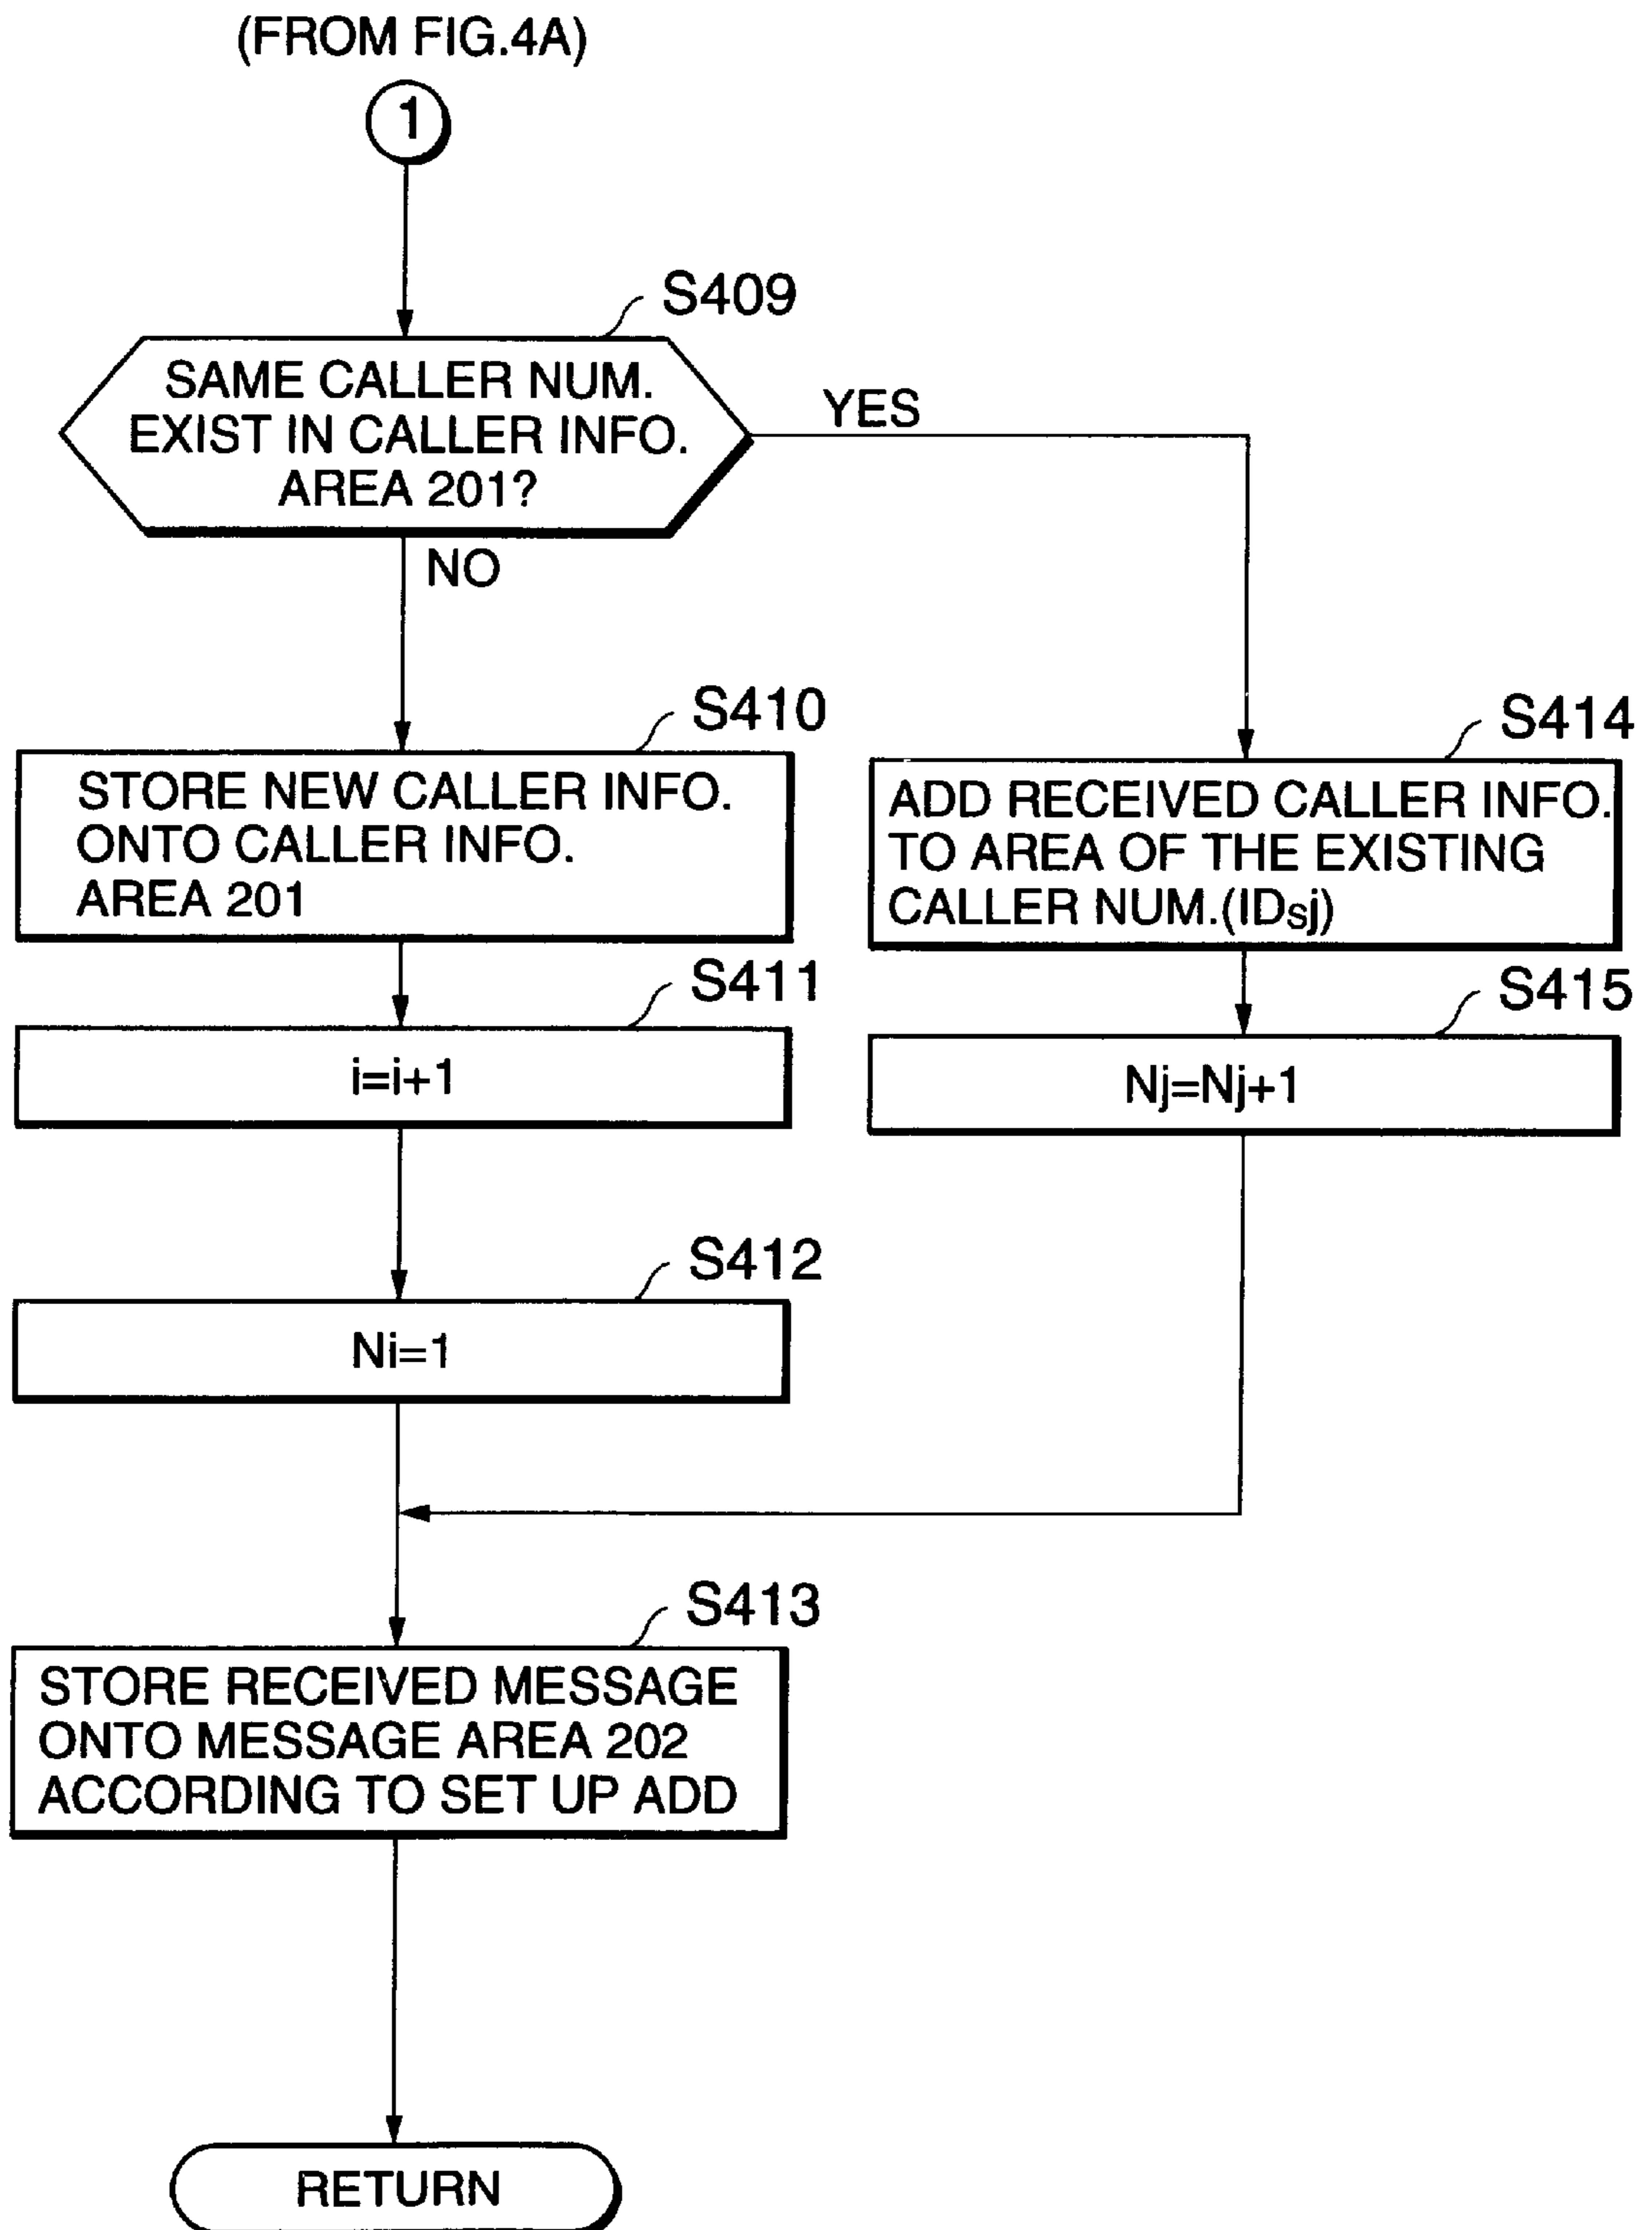 (FROM FIG.4A)
1
S409
SAME CALLER NUM.
EXIST IN CALLER INFO.
AREA 201?
YES
NO
S410
STORE NEW CALLER INFO.
ONTO CALLER INFO.
AREA 201
S414
ADD RECEIVED CALLER INFO.
TO AREA OF THE EXISTING
CALLER NUM.(IDSj)
S411
i=i+1
S415
Nj=Nj+1
S412
Ni=1
S413
STORE RECEIVED MESSAGE
ONTO MESSAGE AREA 202
ACCORDING TO SET UP ADD
RETURN